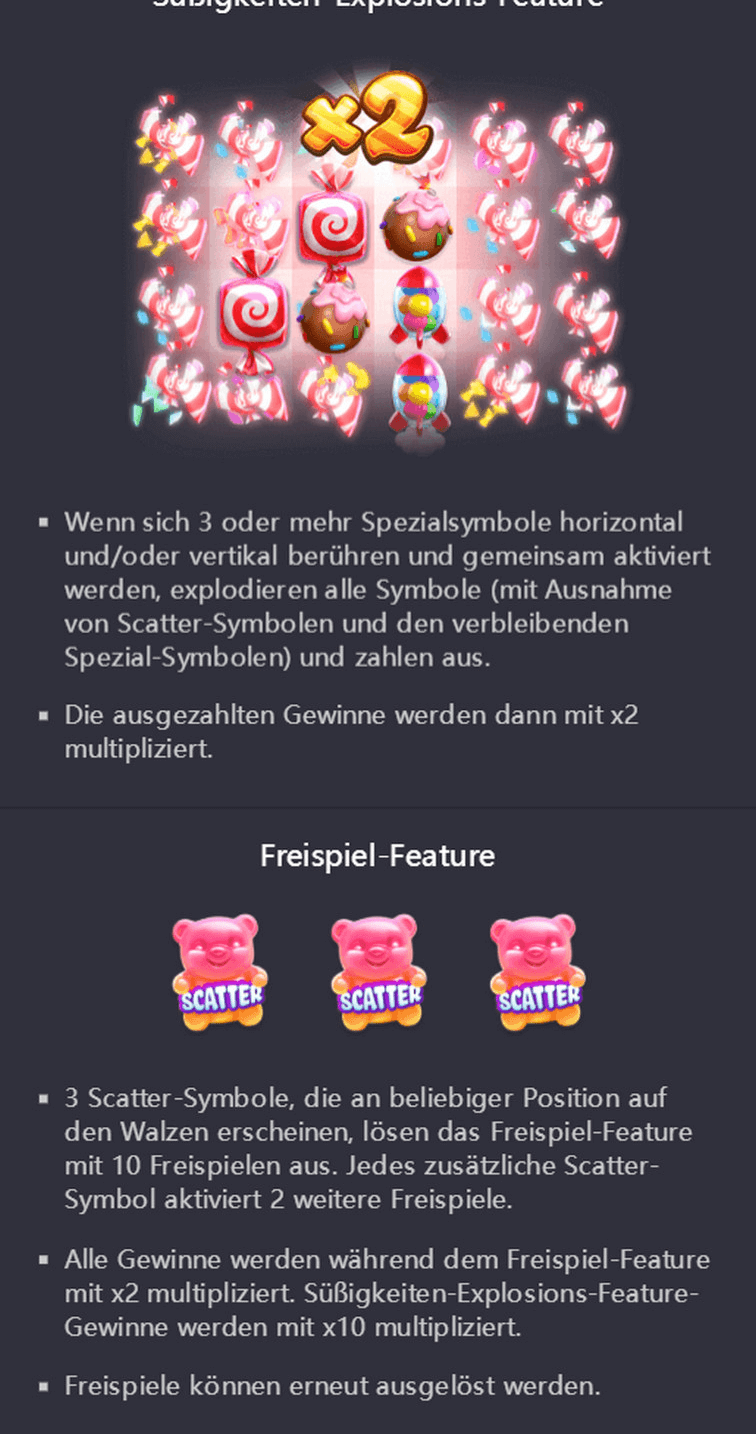 Süßigkeiten-Explosions-Feature
x2
Wenn sich 3 oder mehr Spezialsymbole horizontal
und/oder vertikal berühren und gemeinsam aktiviert
werden, explodieren alle Symbole (mit Ausnahme
von Scatter-Symbolen und den verbleibenden
Spezial-Symbolen) und zahlen aus.
Die ausgezahlten Gewinne werden dann mit x2
multipliziert.
Freispiel-Feature
SCATTER SCATTER SCATTER
3 Scatter-Symbole, die an beliebiger Position auf
den Walzen erscheinen, lösen das Freispiel-Feature
mit 10 Freispielen aus. Jedes zusätzliche Scatter-
Symbol aktiviert 2 weitere Freispiele.
Alle Gewinne werden während dem Freispiel-Feature
mit x2 multipliziert. Süßigkeiten-Explosions-Feature-
Gewinne werden mit x10 multipliziert.
Freispiele können erneut ausgelöst werden.